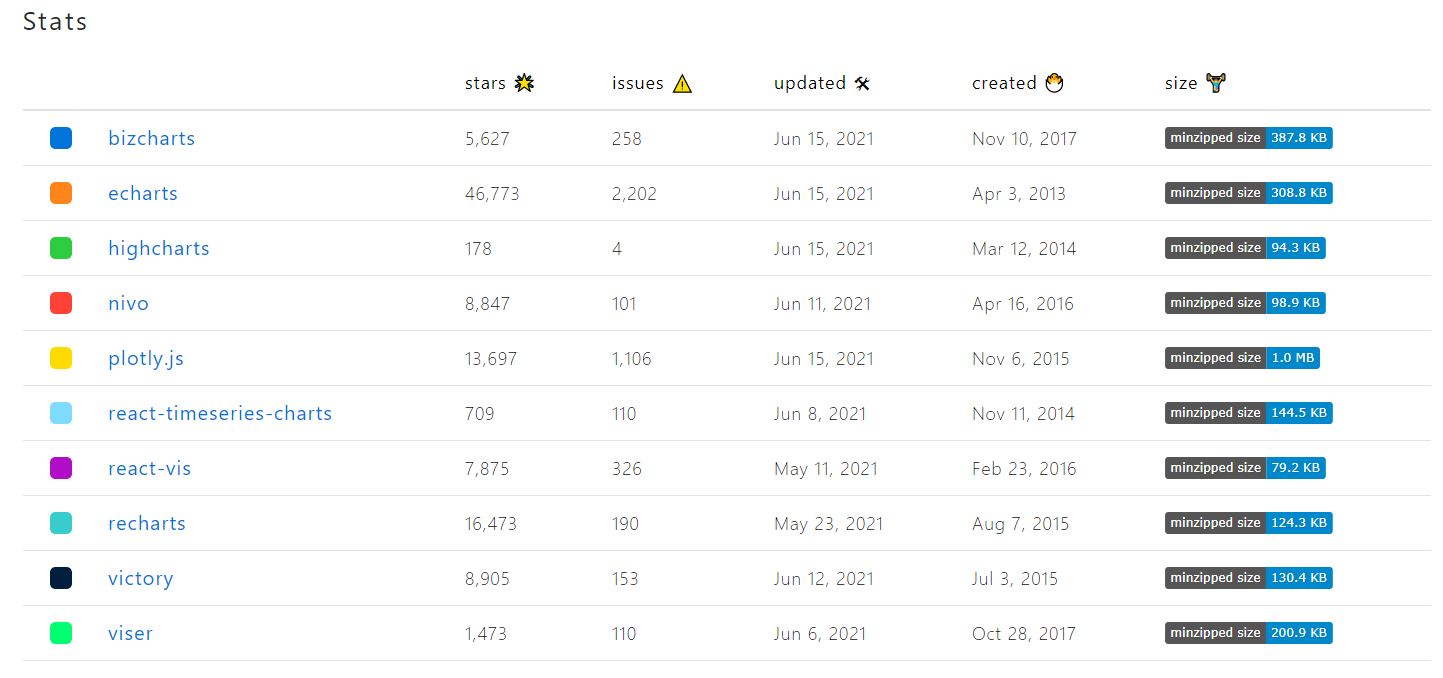 Stats
stars issues updated created size
bizcharts 5,627 258 Jun 15, 2021 Nov 10, 2017 minzipped size 387.8 KB
echarts 46,773 2,202 Jun 15, 2021 Apr 3, 2013 minzipped size 308.8 KB
highcharts 178 4 Jun 15, 2021 Mar 12, 2014 minzipped size 94.3 KB
nivo 8,847 101 Jun 11, 2021 Apr 16, 2016 minzipped size 98.9 KB
plotly.js 13,697 1,106 Jun 15, 2021 Nov 6, 2015 minzipped size 1.0 MB
react-timeseries-charts 709 110 Jun 8, 2021 Nov 11, 2014 minzipped size 144.5 KB
react-vis 7,875 326 May 11, 2021 Feb 23, 2016 minzipped size 79.2 KB
recharts 16,473 190 May 23, 2021 Aug 7, 2015 minzipped size 124.3 KB
victory 8,905 153 Jun 12, 2021 Jul 3, 2015 minzipped size 130.4 KB
viser 1,473 110 Jun 6, 2021 Oct 28, 2017 minzipped size 200.9 KB